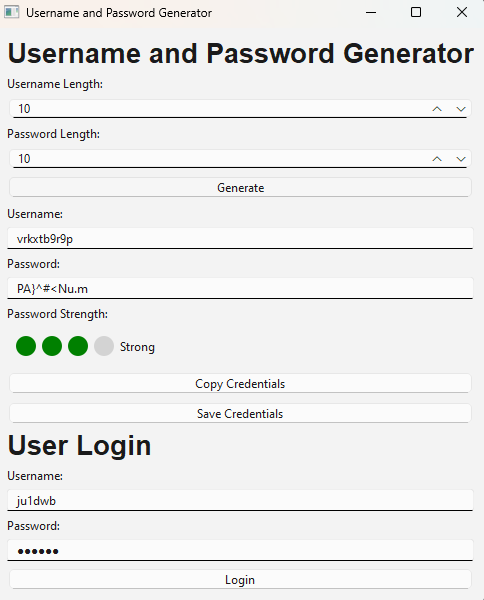 Username and Password Generator
Username and Password Generator
Username Length:
10
Password Length:
10
Generate
Username:
vrkxtb9r9p
Password:
PA}^#<Nu.m
Password Strength:
Strong
Copy Credentials
Save Credentials
User Login
Username:
ju1dwb
Password:
●●●●●●
Login